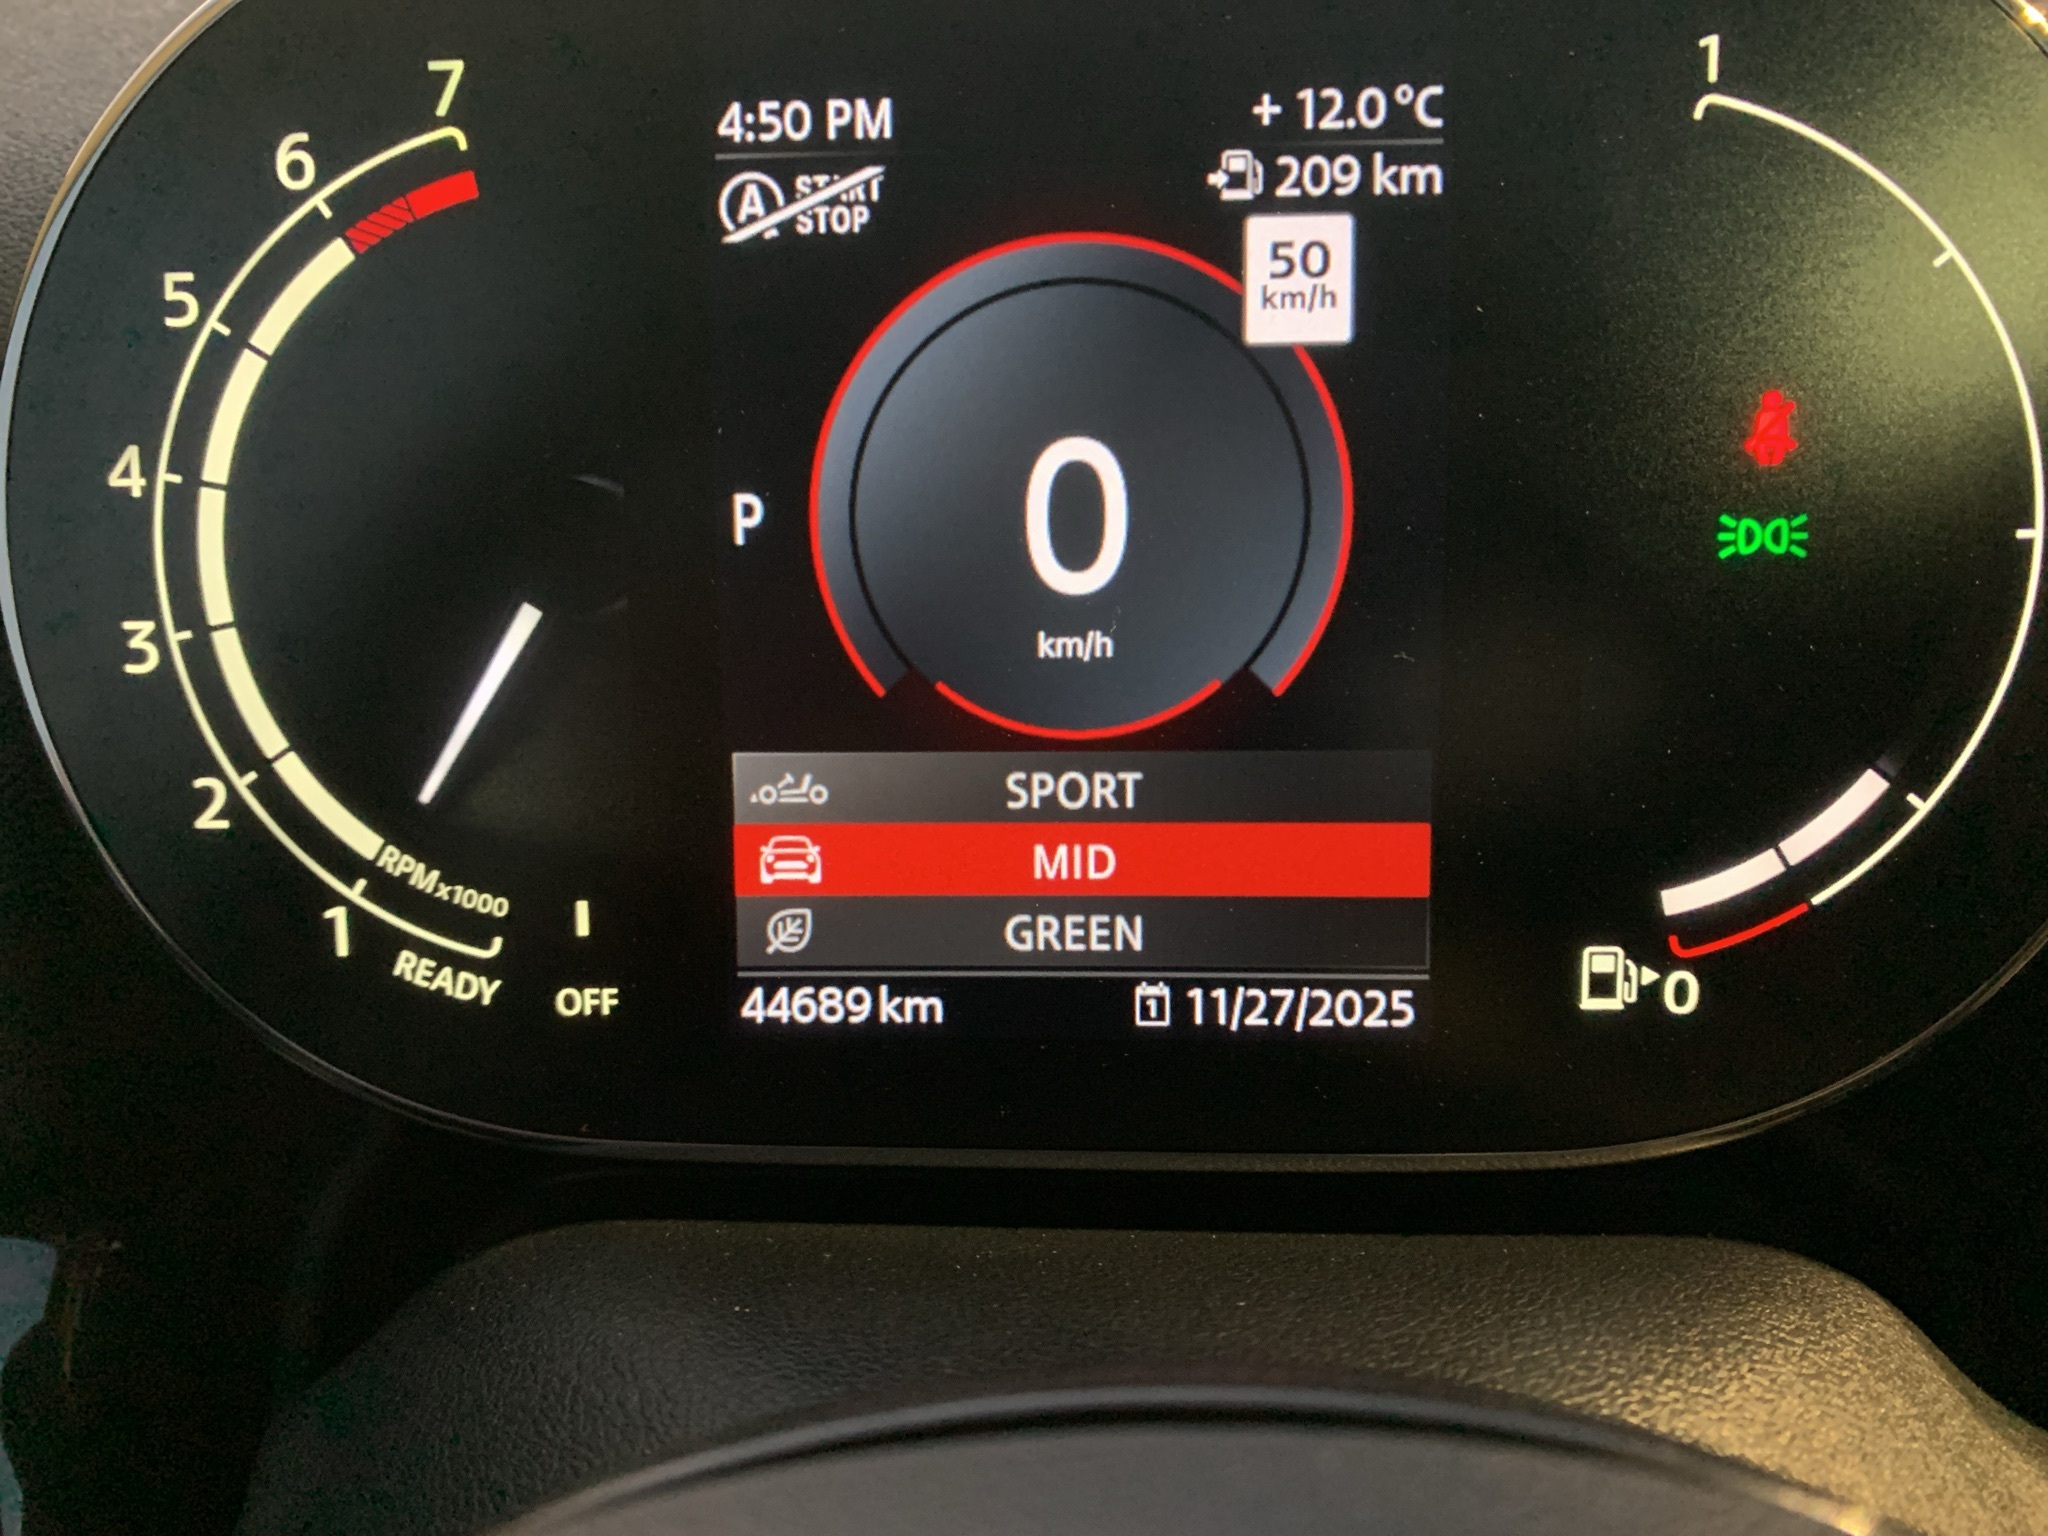 7
6
5
4
3
2
1
RPMx1000
READY
OFF
4:50 PM
A START
STOP
+ 12.0 °C
209 km
50
km/h
P
0
km/h
SPORT
MID
GREEN
44689 km
1 11/27/2025
1
0